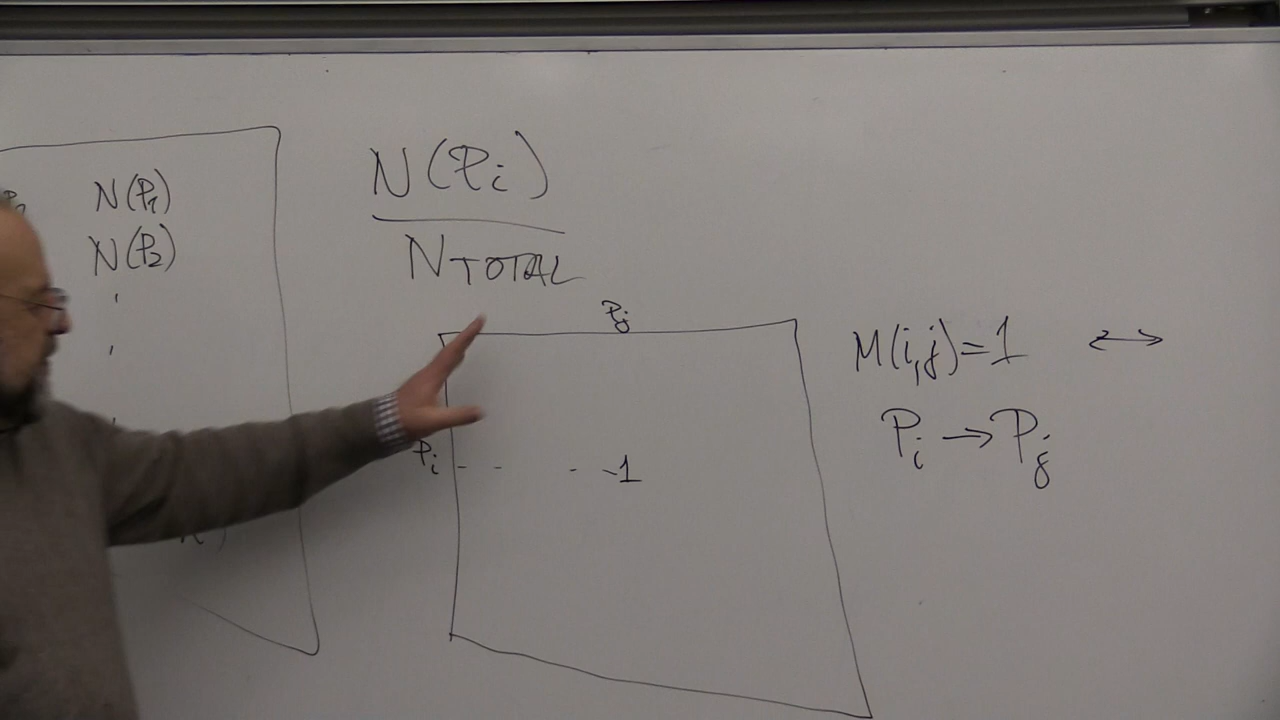 N(P1)
N(P2)
N(Pi)
NTOTAL
Pj
Pi - - - -1
M(i,j)=1 ↔
Pi → Pj